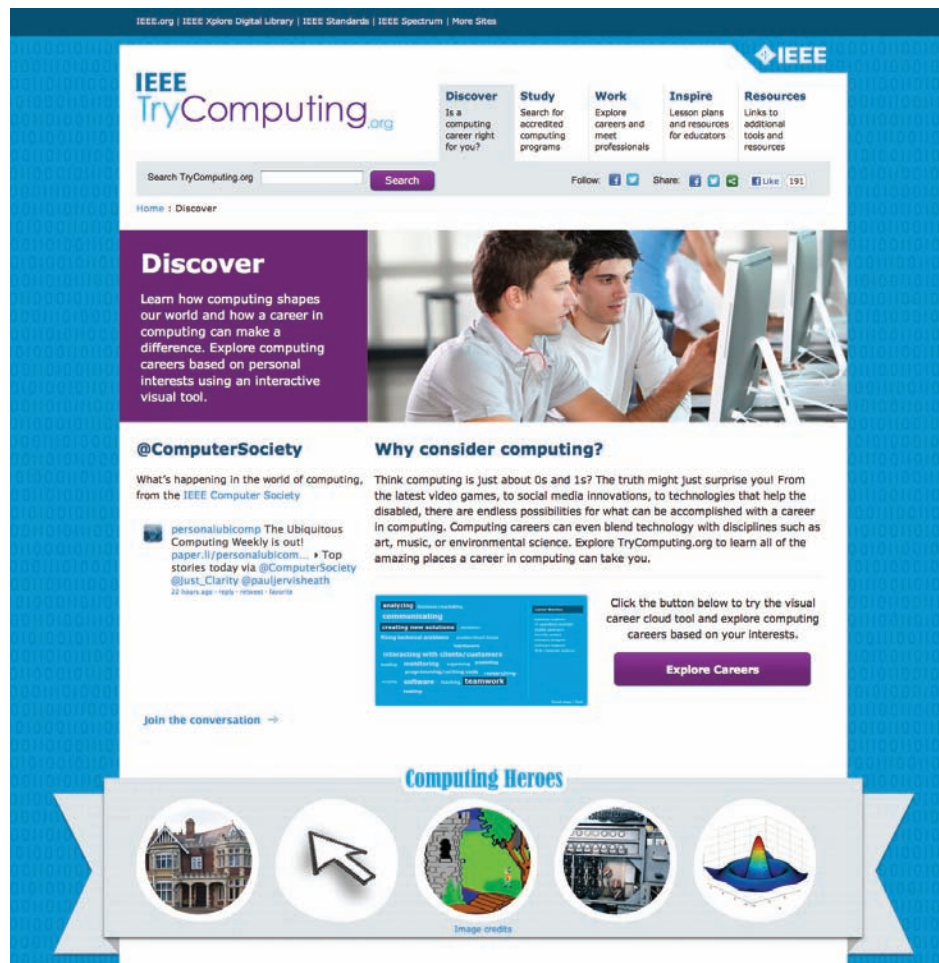 IEEE.org | IEEE Xplore Digital Library | IEEE Standards | IEEE Spectrum | More Sites
IEEE
IEEE
TryComputing.org
Discover
Is a
computing
career right
for you?
Study
Search for
accredited
computing
programs
Work
Explore
careers and
meet
professionals
Inspire
Lesson plans
and resources
for educators
Resources
Links to
additional
tools and
resources
Search TryComputing.org
Search
Follow:
Share:
Like 191
Home : Discover
Discover
Learn how computing shapes
our world and how a career in
computing can make a
difference. Explore computing
careers based on personal
interests using an interactive
visual tool.
@ComputerSociety
What's happening in the world of computing,
from the IEEE Computer Society
personalubicomp The Ubiquitous
Computing Weekly is out!
paper.li/personalubicom... ▸ Top
stories today via @ComputerSociety
@Just_Clarity @pauljervisheath
22 hours ago · reply · retweet · favorite
Join the conversation →
Why consider computing?
Think computing is just about 0s and 1s? The truth might just surprise you! From
the latest video games, to social media innovations, to technologies that help the
disabled, there are endless possibilities for what can be accomplished with a career
in computing. Computing careers can even blend technology with disciplines such as
art, music, or environmental science. Explore TryComputing.org to learn all of the
amazing places a career in computing can take you.
analyzing
communicating
creating new solutions
fixing technical problems
interacting with clients/customers
monitoring
programming/writing code
software
teamwork
Click the button below to try the visual
career cloud tool and explore computing
careers based on your interests.
Explore Careers
Computing Heroes
Image credits